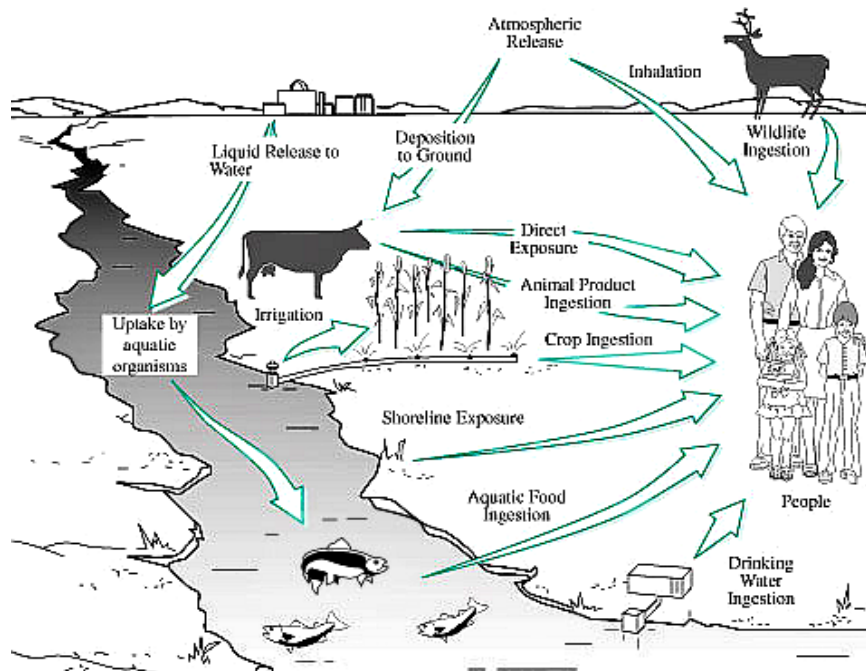 Atmospheric
Release
Inhalation
Wildlife
Ingestion
Liquid Release to
Water
Deposition
to Ground
Direct
Exposure
Animal Product
Ingestion
Irrigation
Uptake by
aquatic
organisms
Crop Ingestion
Shoreline Exposure
Aquatic Food
Ingestion
People
Drinking
Water
Ingestion